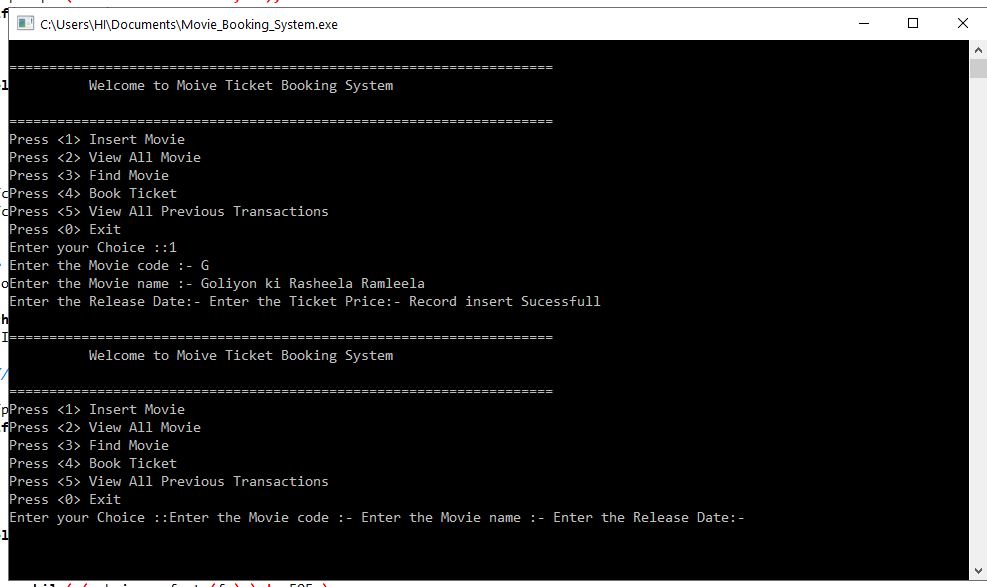 C:\Users\HI\Documents\Movie_Booking_System.exe
====================================================================
Welcome to Moive Ticket Booking System
====================================================================
Press <1> Insert Movie
Press <2> View All Movie
Press <3> Find Movie
Press <4> Book Ticket
Press <5> View All Previous Transactions
Press <0> Exit
Enter your Choice ::1
Enter the Movie code :- G
Enter the Movie name :- Goliyon ki Rasheela Ramleela
Enter the Release Date:- Enter the Ticket Price:- Record insert Sucessfull
====================================================================
Welcome to Moive Ticket Booking System
====================================================================
Press <1> Insert Movie
Press <2> View All Movie
Press <3> Find Movie
Press <4> Book Ticket
Press <5> View All Previous Transactions
Press <0> Exit
Enter your Choice ::Enter the Movie code :- Enter the Movie name :- Enter the Release Date:-